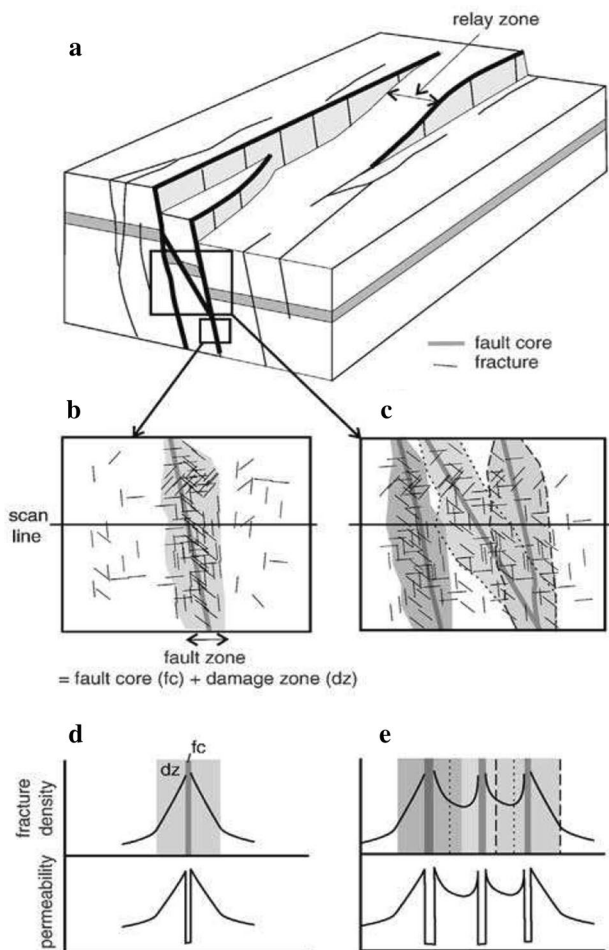 relay zone
a
fault core
fracture
b
c
scan
line
fault zone
= fault core (fc) + damage zone (dz)
d
e
fc
dz
fracture
density
permeability